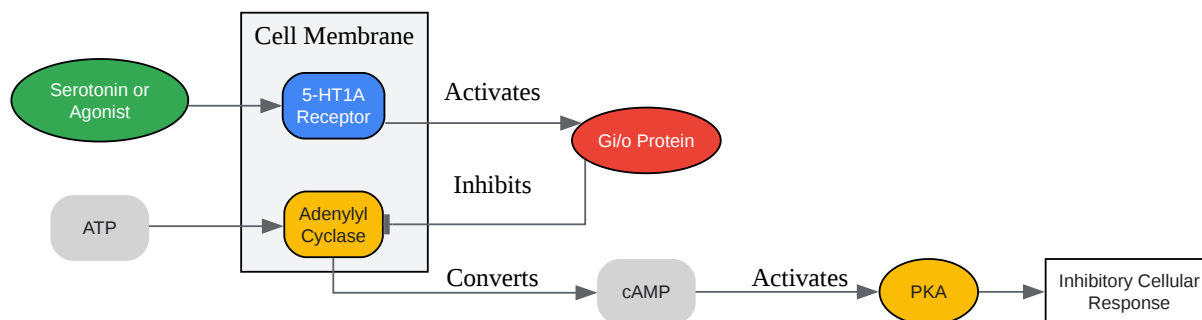 Cell Membrane
Serotonin or
Agonist
5-HT1A
Receptor
Activates
Gi/o Protein
Inhibits
ATP
Adenylyl
Cyclase
Converts
cAMP
Activates
PKA
Inhibitory Cellular
Response